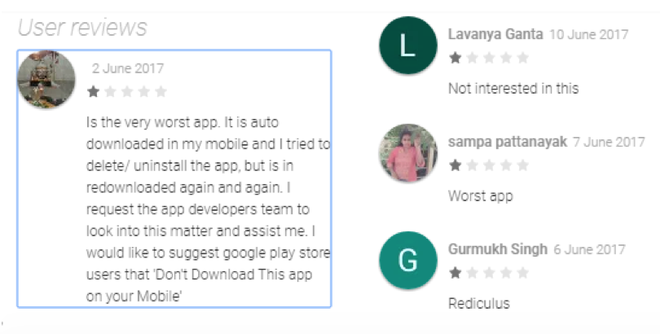 User reviews
2 June 2017
Is the very worst app. It is auto
downloaded in my mobile and I tried to
delete/ uninstall the app, but is in
redownloaded again and again. I
request the app developers team to
look into this matter and assist me. I
would like to suggest google play store
users that 'Don't Download This app
on your Mobile'
L
Lavanya Ganta 10 June 2017
Not interested in this
sampa pattanayak 7 June 2017
Worst app
G
Gurmukh Singh 6 June 2017
Rediculus